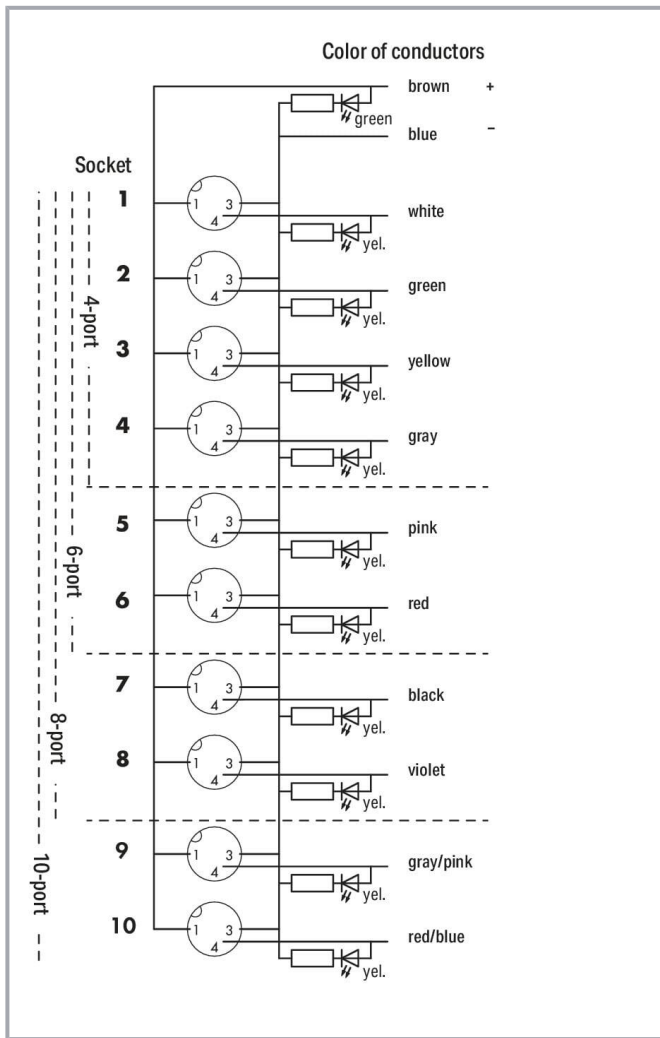 Color of conductors
brown +
green
blue −
Socket
1 1 3 4 white
yel.
2 1 3 4 green
yel.
3 1 3 4 yellow
yel.
4 1 3 4 gray
yel.
4-port
5 1 3 4 pink
yel.
6 1 3 4 red
yel.
6-port
7 1 3 4 black
yel.
8 1 3 4 violet
yel.
8-port
9 1 3 4 gray/pink
yel.
10 1 3 4 red/blue
yel.
10-port